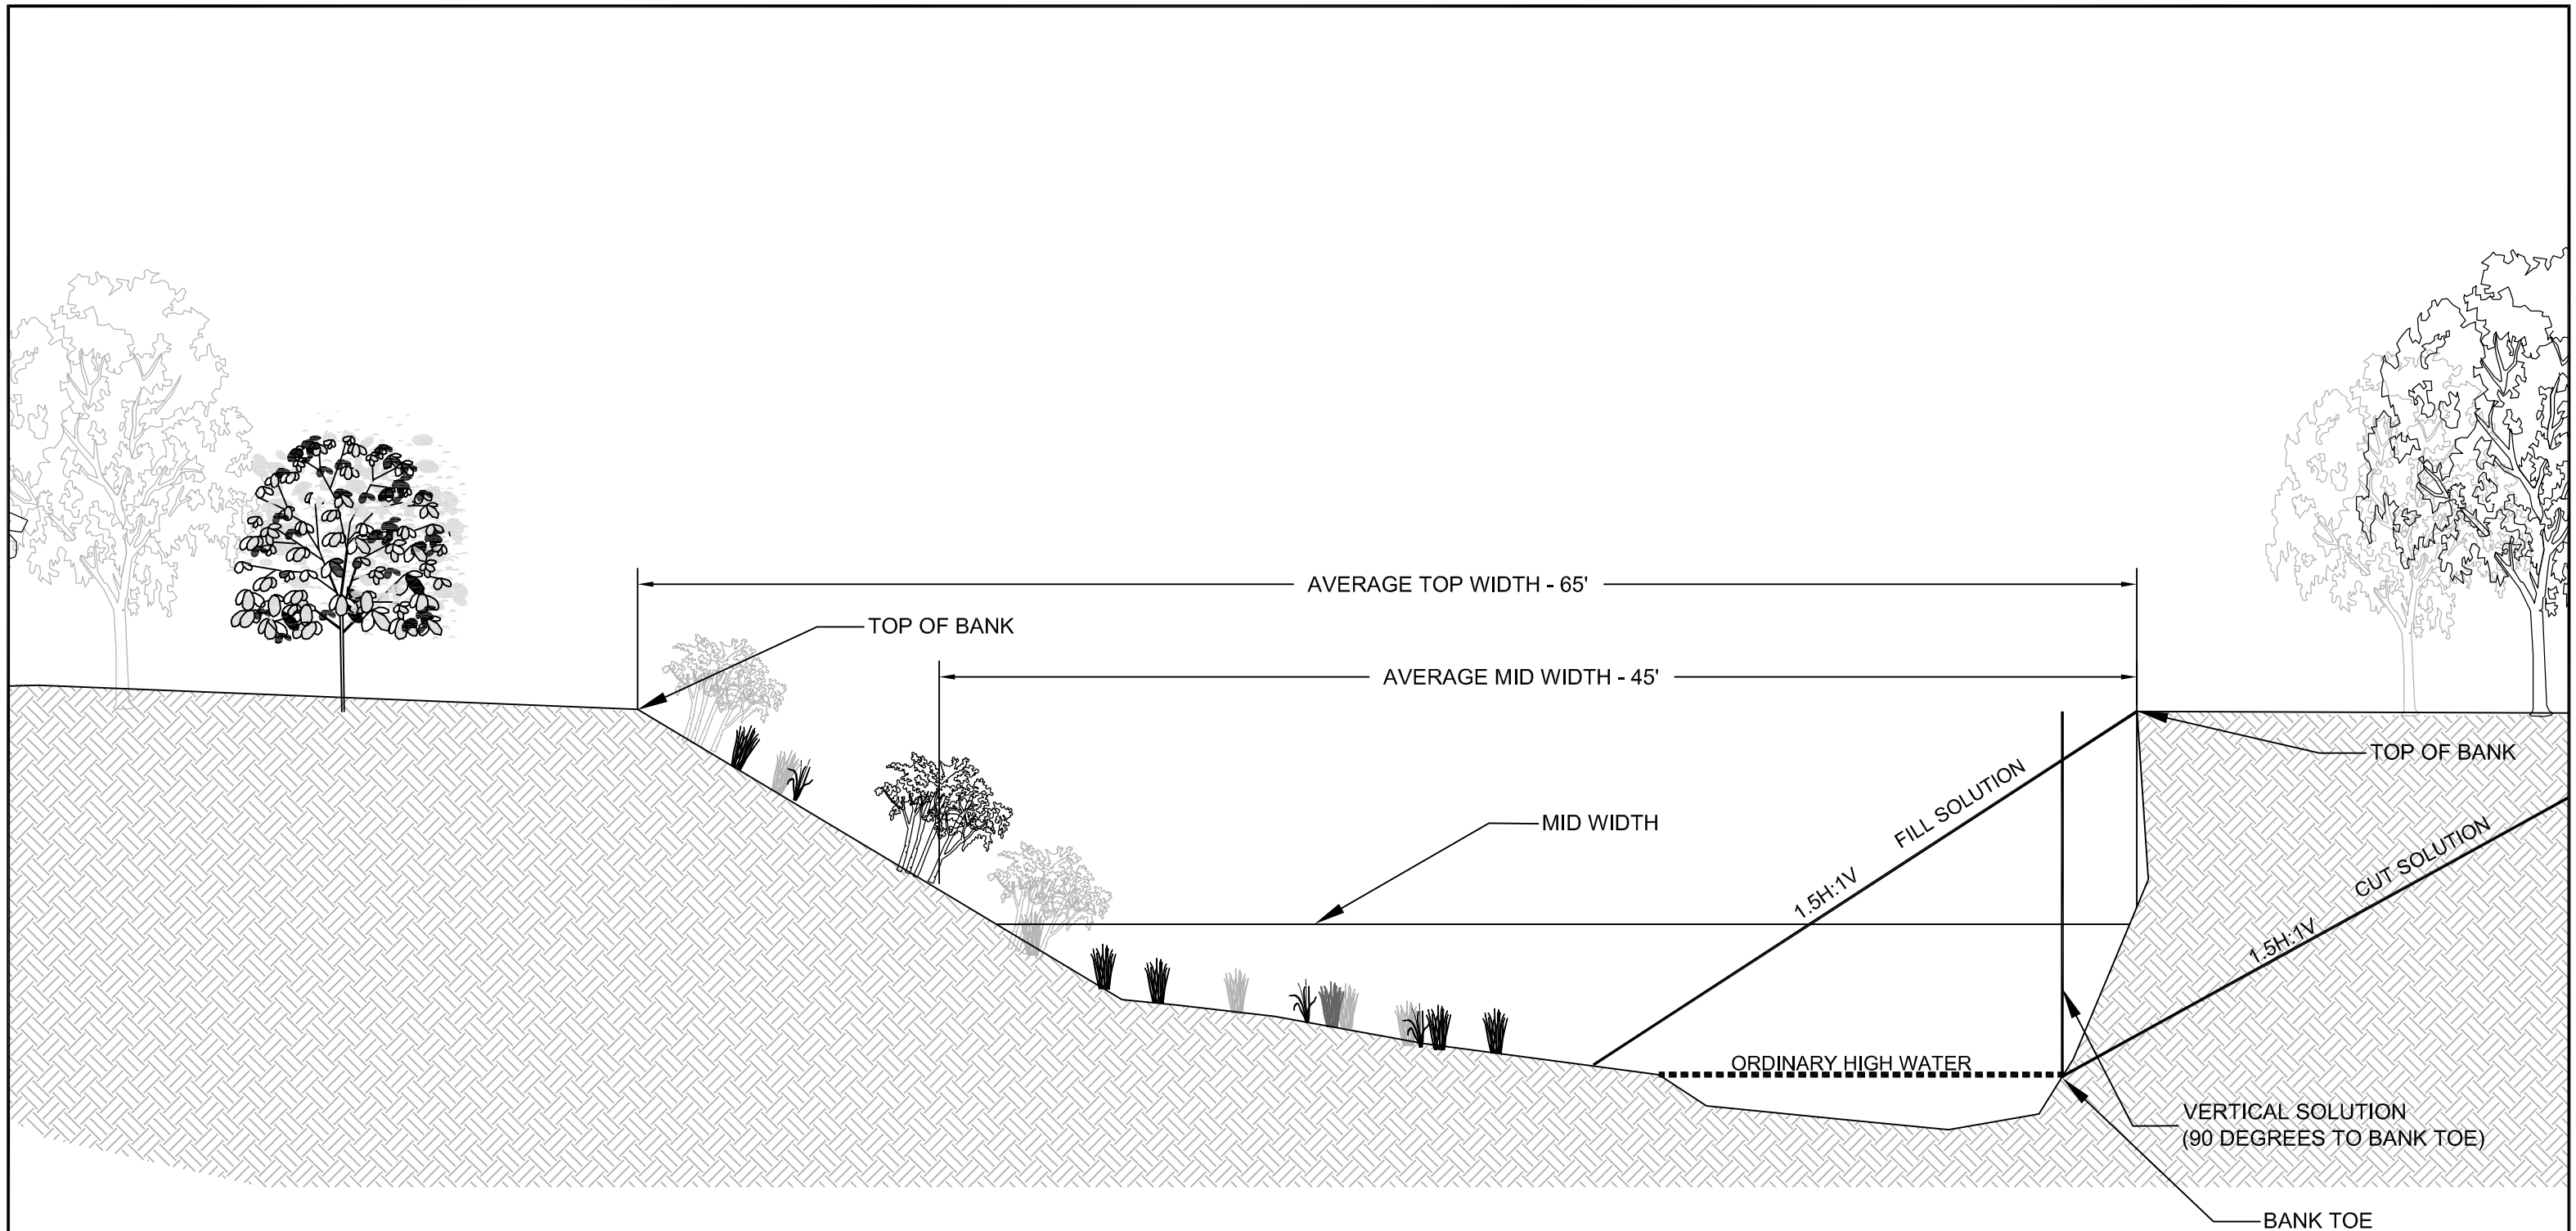 AVERAGE TOP WIDTH - 65'
TOP OF BANK
AVERAGE MID WIDTH - 45'
TOP OF BANK
FILL SOLUTION
MID WIDTH
CUT SOLUTION
1.5H:1V
1.5H:1V
ORDINARY HIGH WATER
VERTICAL SOLUTION
(90 DEGREES TO BANK TOE)
BANK TOE